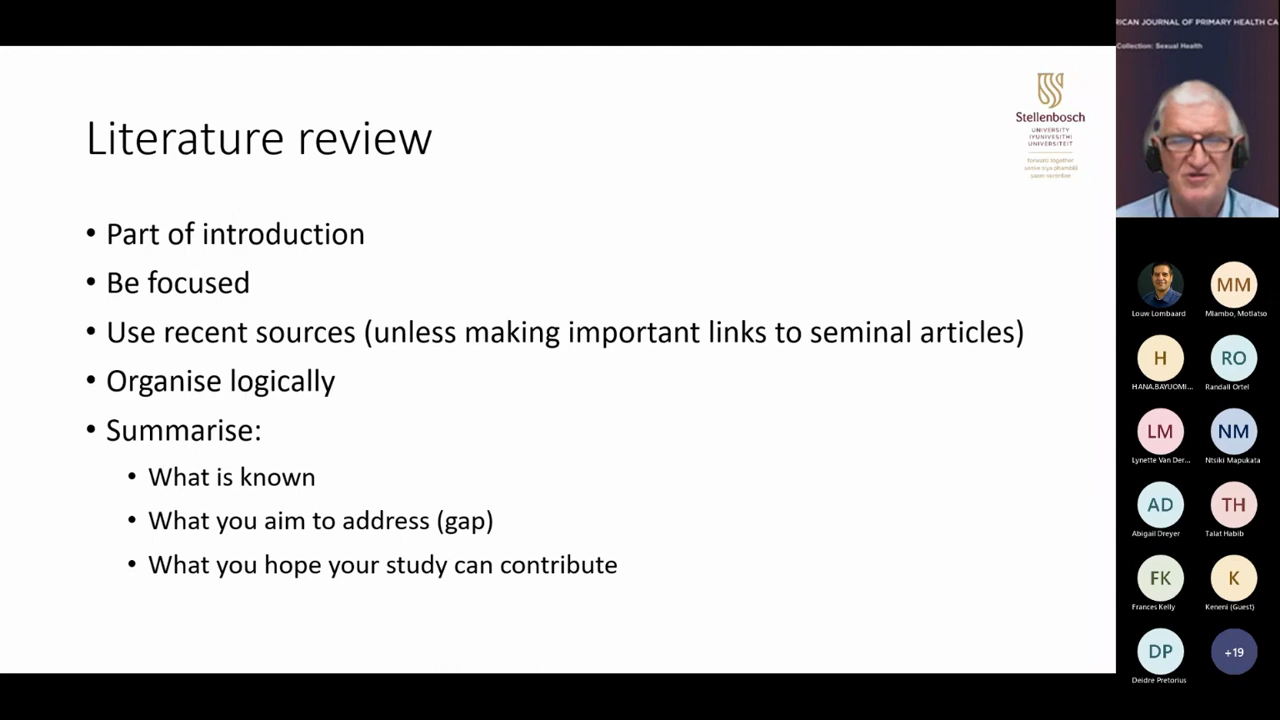 Literature review
• Part of introduction
• Be focused
• Use recent sources (unless making important links to seminal articles)
• Organise logically
• Summarise:
• What is known
• What you aim to address (gap)
• What you hope your study can contribute
Stellenbosch
UNIVERSITY
IYUNIVESITHI
UNIVERSITEIT
forward together
sonke siya phambili
saam vorentoe
RICAN JOURNAL OF PRIMARY HEALTH CA
Collection: Sexual Health
Louw Lombaard
MM
Mlambo, Motlatso
H
HANA.BAYUOMI...
RO
Randall Ortel
LM
Lynette Van Der...
NM
Ntsiki Mapukata
AD
Abigail Dreyer
TH
Talat Habib
FK
Frances Kelly
K
Keneni (Guest)
DP
Deidre Pretorius
+19